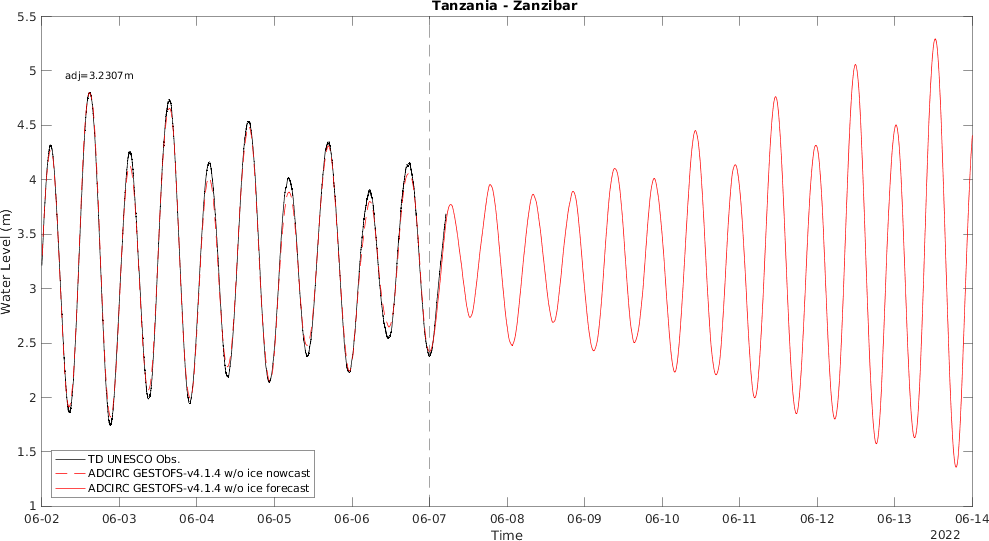 Tanzania - Zanzibar
5.5
5
4.5
4
3.5
3
2.5
2
1.5
1
Water Level (m)
adj=3.2307m
TD UNESCO Obs.
ADCIRC GESTOFS-v4.1.4 w/o ice nowcast
ADCIRC GESTOFS-v4.1.4 w/o ice forecast
06-02 06-03 06-04 06-05 06-06 06-07 06-08 06-09 06-10 06-11 06-12 06-13 06-14
Time
2022